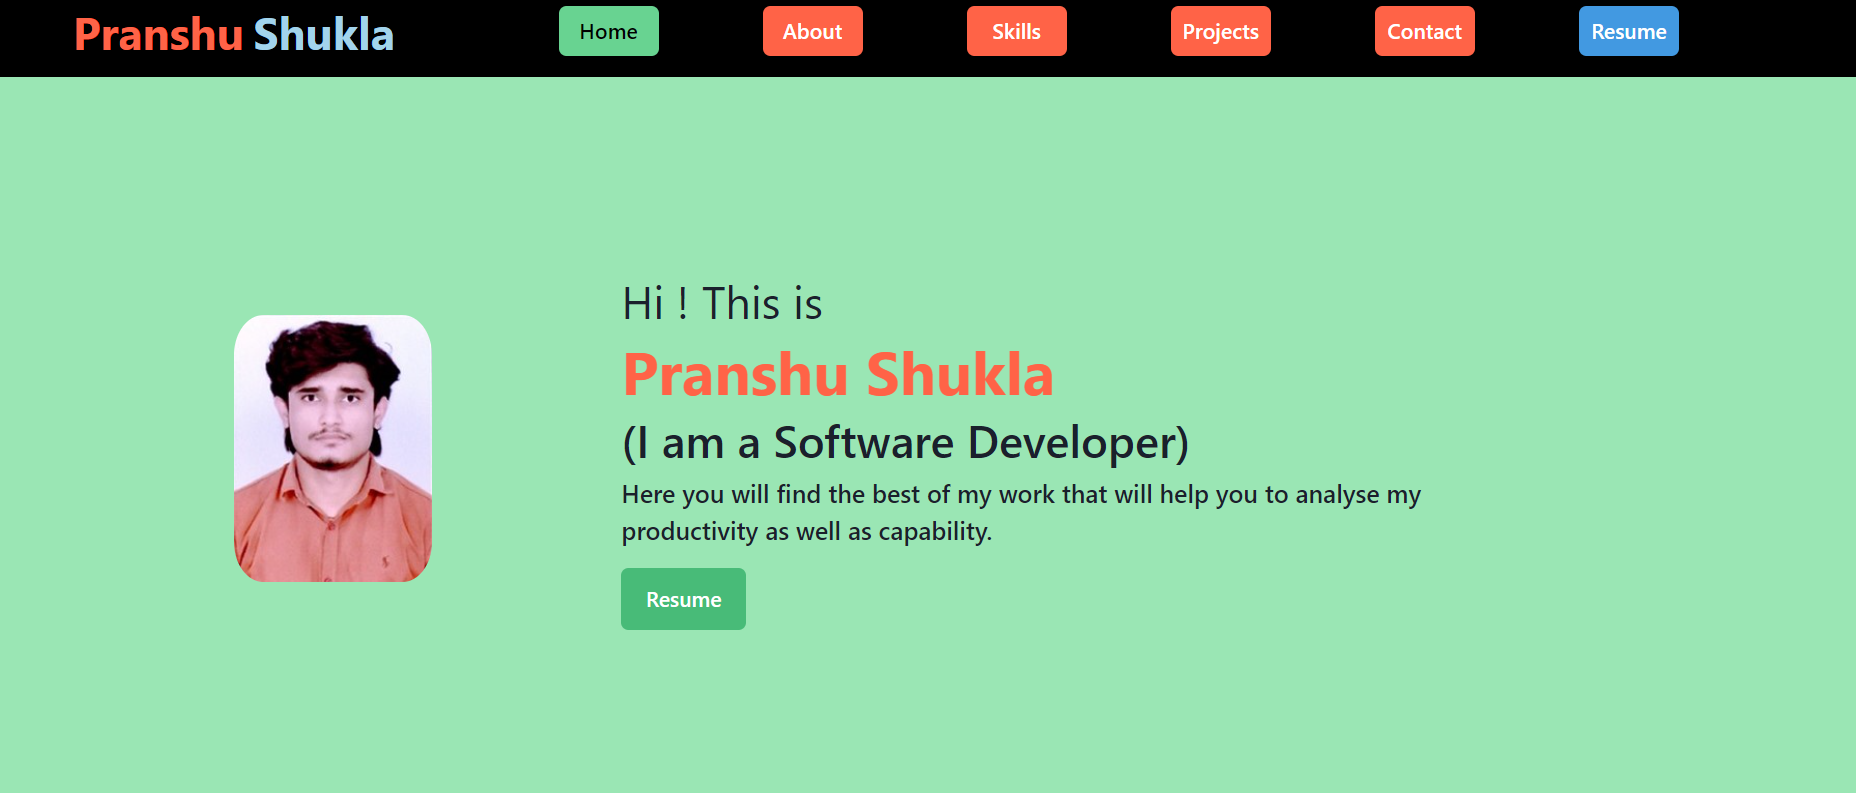 Pranshu Shukla
Home
About
Skills
Projects
Contact
Resume
Hi ! This is
Pranshu Shukla
(I am a Software Developer)
Here you will find the best of my work that will help you to analyse my
productivity as well as capability.
Resume